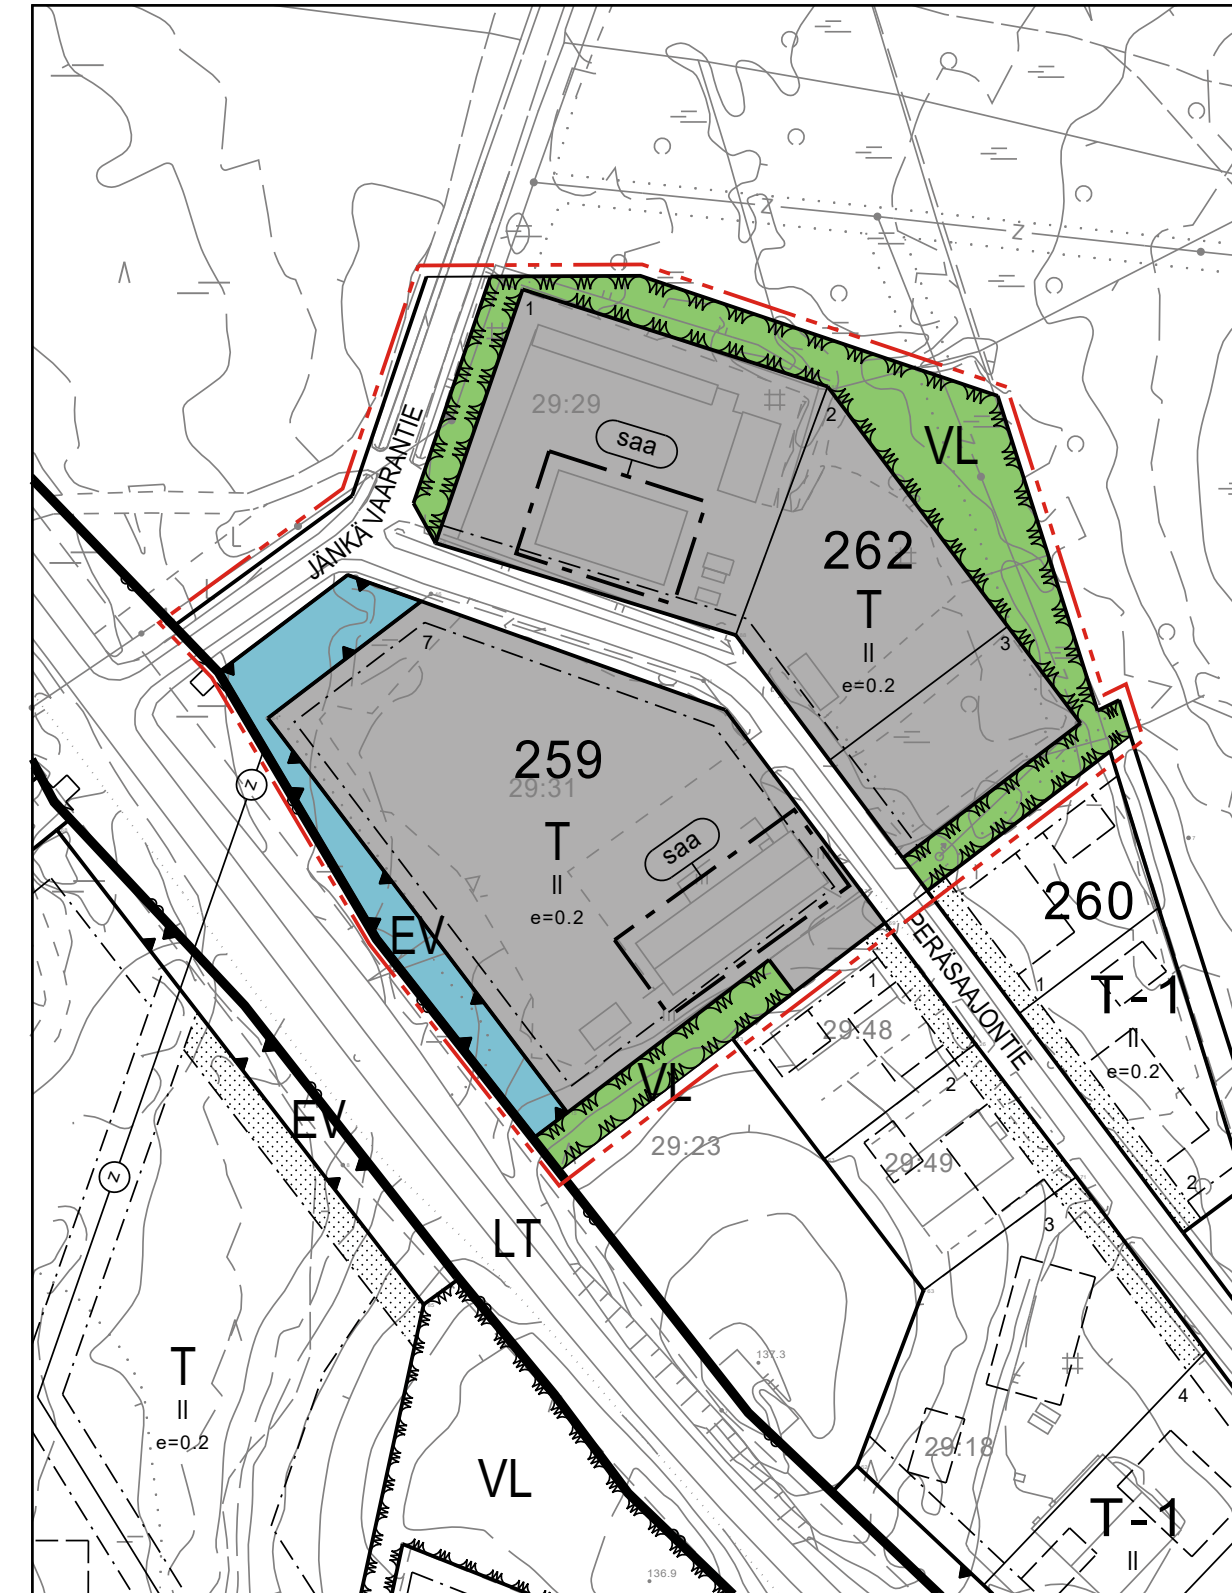 Z
Z
1
29:29
saa
2
VL
JÄNKÄVAARANTIE
262
T
II
e=0.2
3
L
7
259
29:31
T
II
e=0.2
saa
N
EV
260
PERÄSAAJONTIE
1
1
T-1
II
e=0.2
29:48
2
VL
29:23
29:49
EV
N
2
3
LT
T
II
e=0.2
137.3
4
29:18
VL
T-1
II
136.9